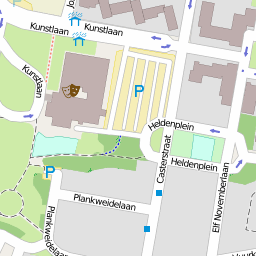 Kunstlaan
Kunstlaan
Kunstlaan
P
Heldenplein
Heldenplein
Casterstraat
P
Plankweidelaan
Plankweidelaan
Elf Novemberlaan